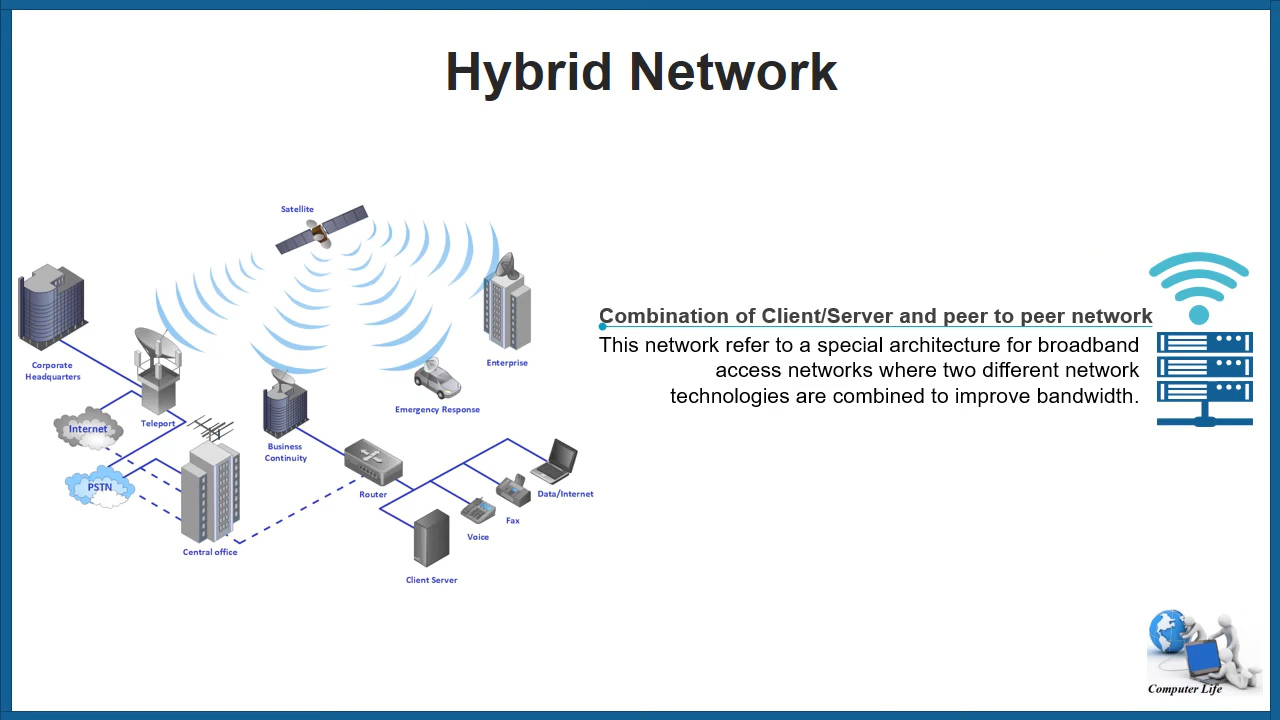 Hybrid Network
Satellite
Corporate
Headquarters
Teleport
Internet
PSTN
Central office
Business
Continuity
Router
Emergency Response
Enterprise
Data/Internet
Fax
Voice
Client Server
Combination of Client/Server and peer to peer network
This network refer to a special architecture for broadband
access networks where two different network
technologies are combined to improve bandwidth.
Computer Life